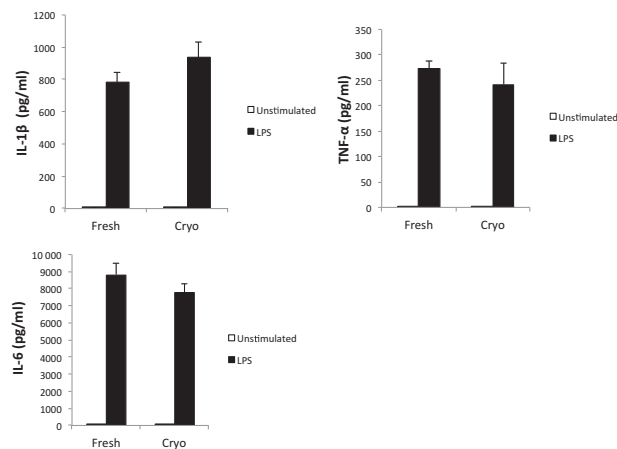 IL-1β (pg/ml)
1200
1000
800
600
400
200
0
Fresh
Cryo
Unstimulated
LPS
TNF-α (pg/ml)
350
300
250
200
150
100
50
0
Fresh
Cryo
Unstimulated
LPS
IL-6 (pg/ml)
10 000
9000
8000
7000
6000
5000
4000
3000
2000
1000
0
Fresh
Cryo
Unstimulated
LPS